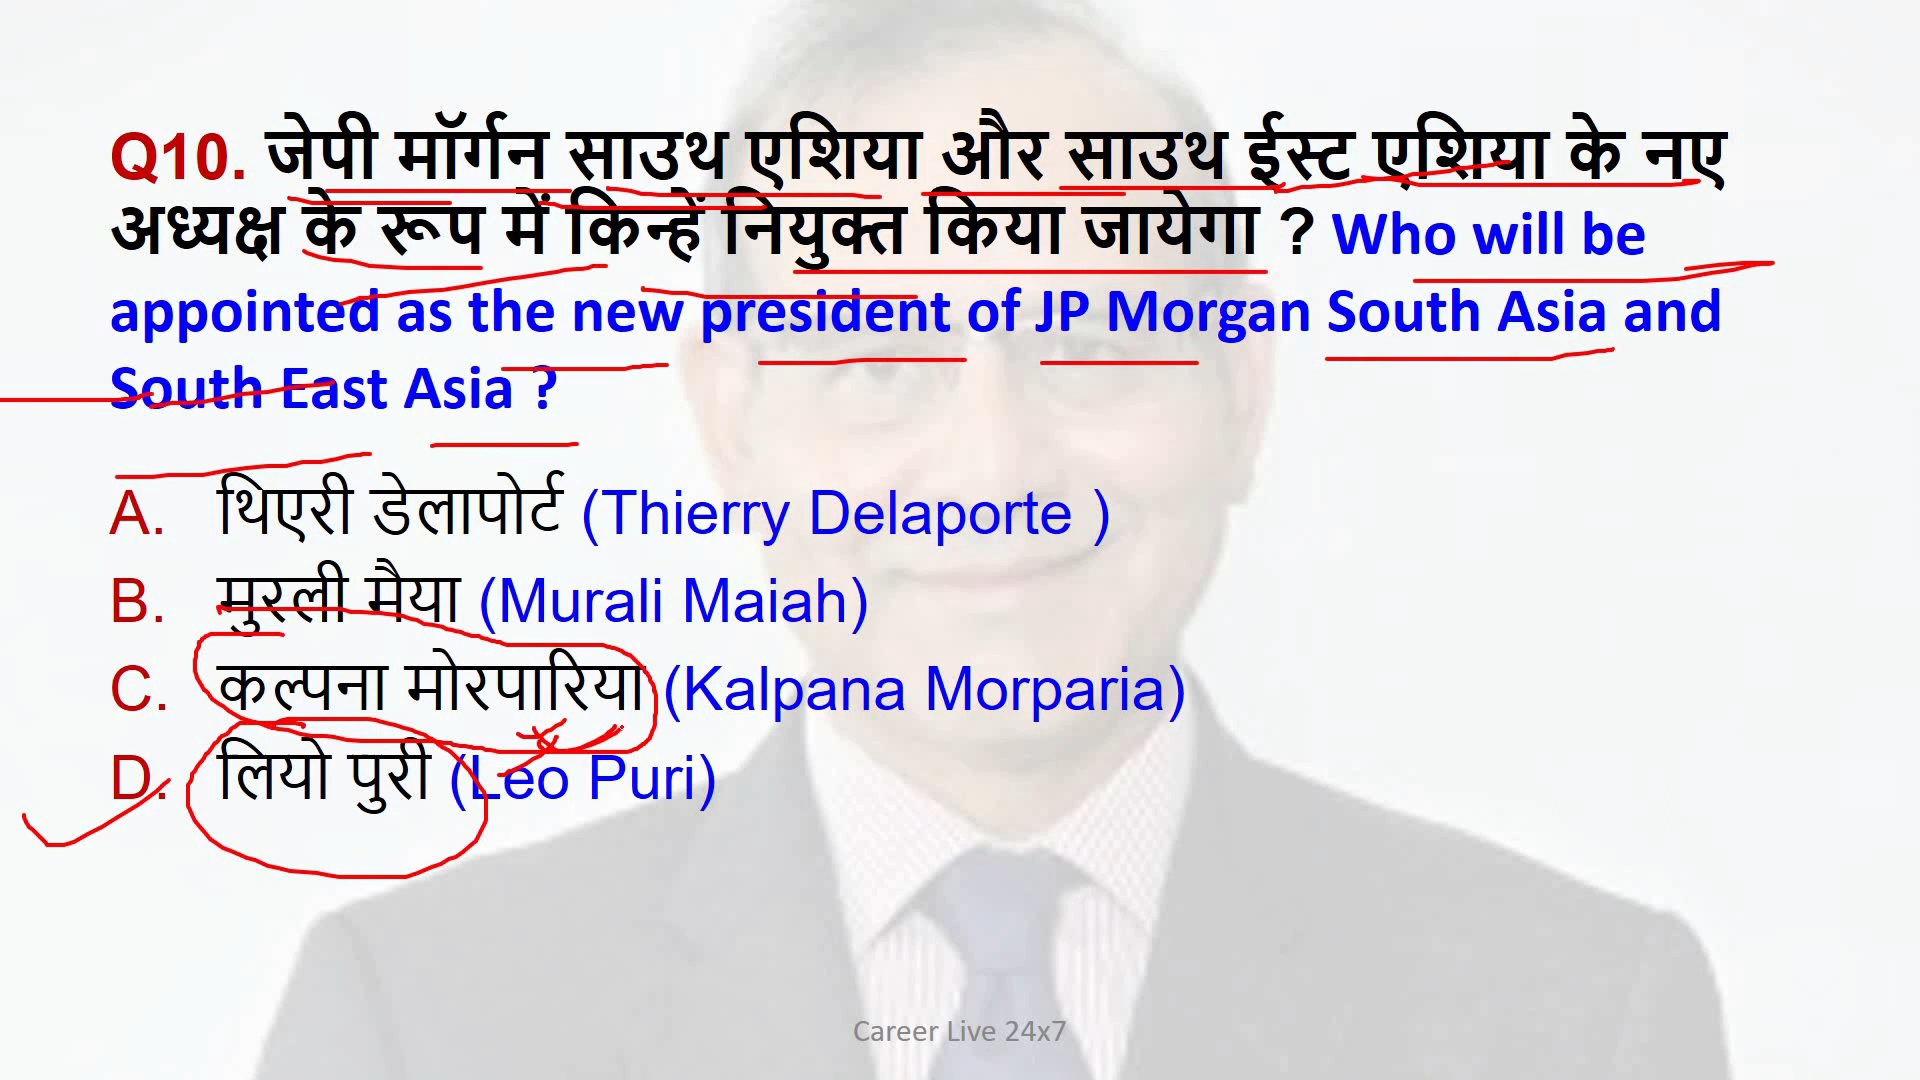 Q10. जेपी मॉर्गन साउथ एशिया और साउथ ईस्ट एशिया के नए
अध्यक्ष के रूप में किन्हें नियुक्त किया जायेगा ? Who will be
appointed as the new president of JP Morgan South Asia and
South East Asia ?
A. थिएरी डेलापोर्ट (Thierry Delaporte )
B. मुरली मैया (Murali Maiah)
C. कल्पना मोरपारिया (Kalpana Morparia)
D. लियो पुरी (Leo Puri)
Career Live 24x7